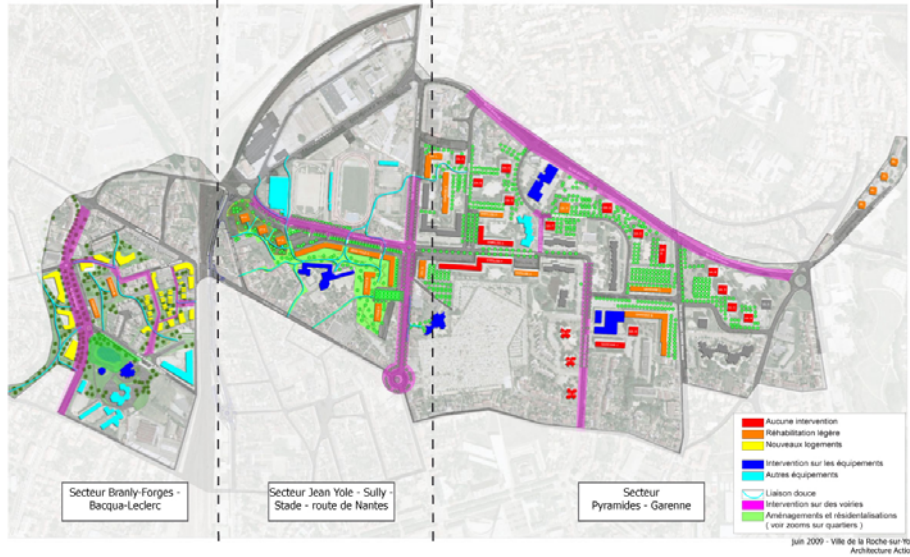 Aucune intervention
Réhabilitation légère
Nouveaux logements
Intervention sur les équipements
Autres équipements
Liaison douce
Intervention sur des voiries
Aménagements et résidentalisations
( voir zooms sur quartiers )
Secteur Branly-Forges -
Bacqua-Leclerc
Secteur Jean Yole - Sully -
Stade - route de Nantes
Secteur
Pyramides - Garenne
juin 2009 - Ville de la Roche sur Yo
Architecture Actio